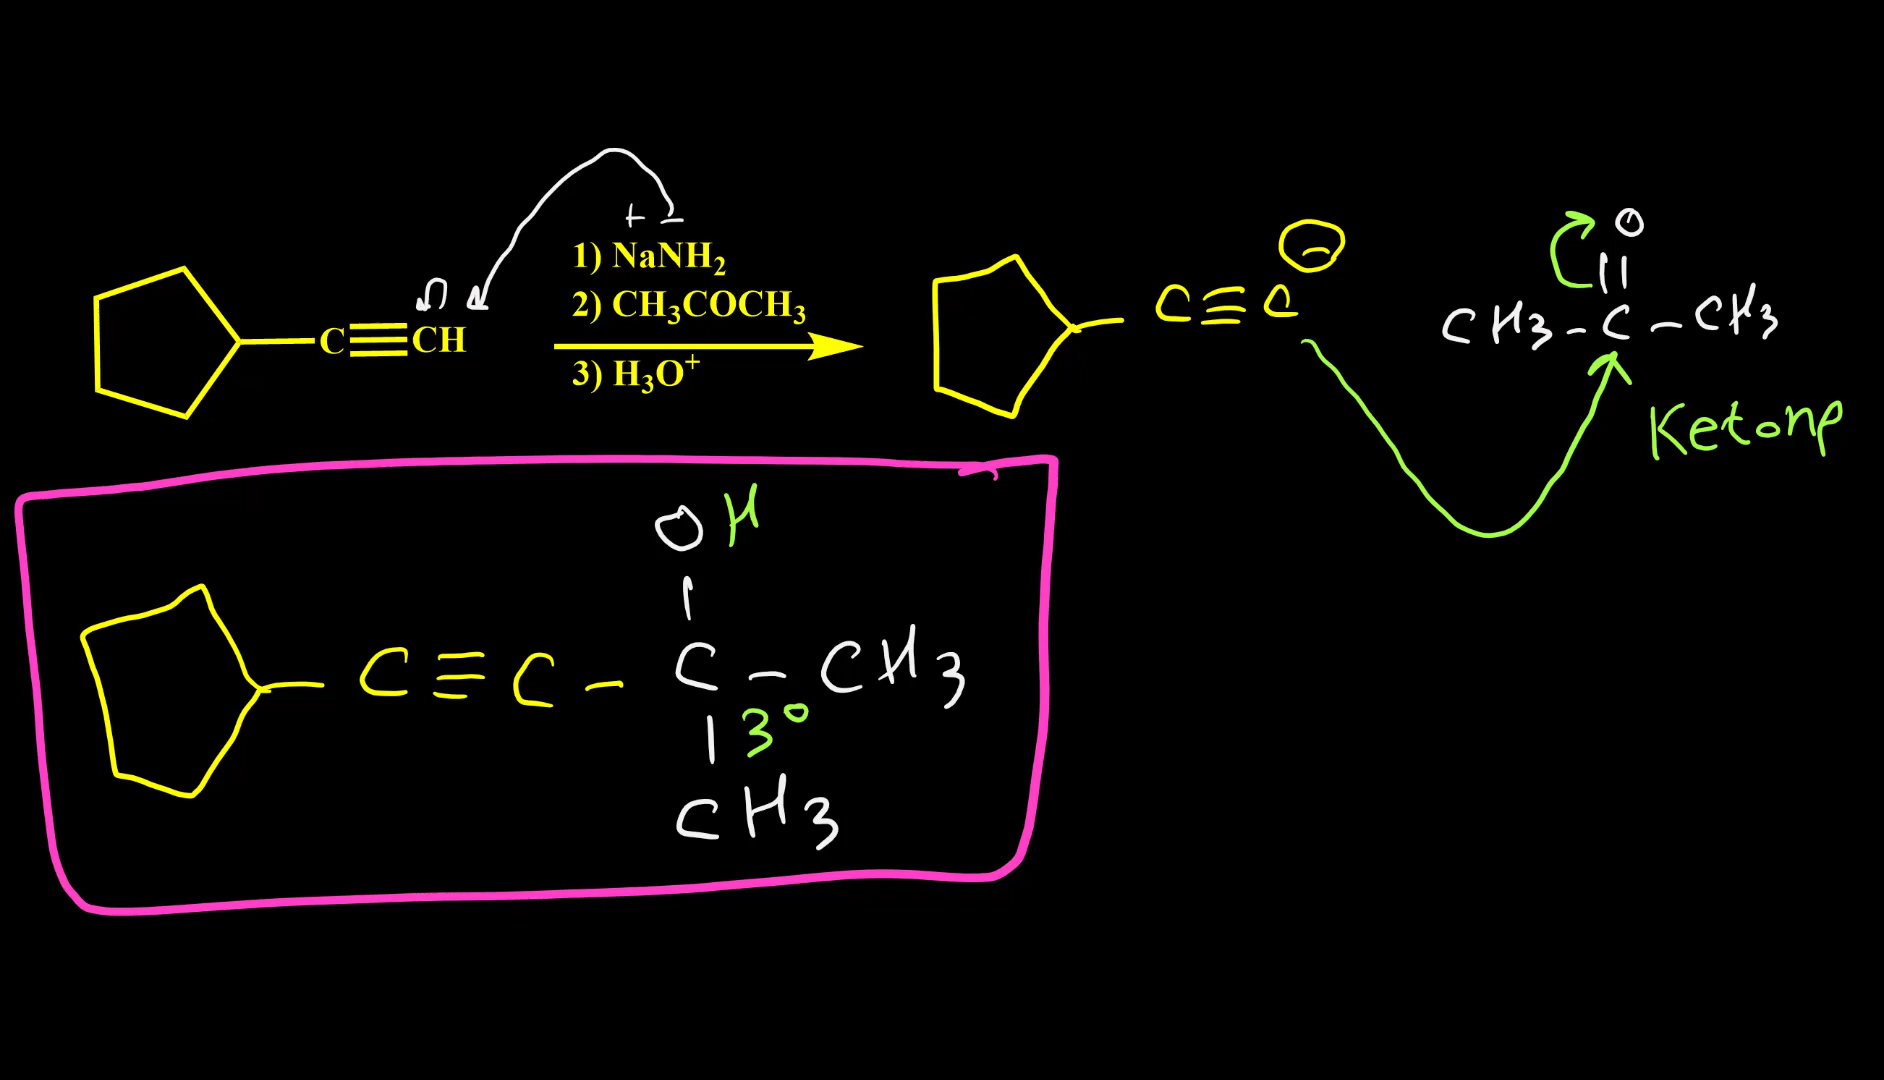 + −
1) NaNH₂
2) CH₃COCH₃
3) H₃O⁺
C≡CH
C≡C
−
O
CH3-C-CH3
Ketone
OH
C≡C-C-CH3
3°
CH3